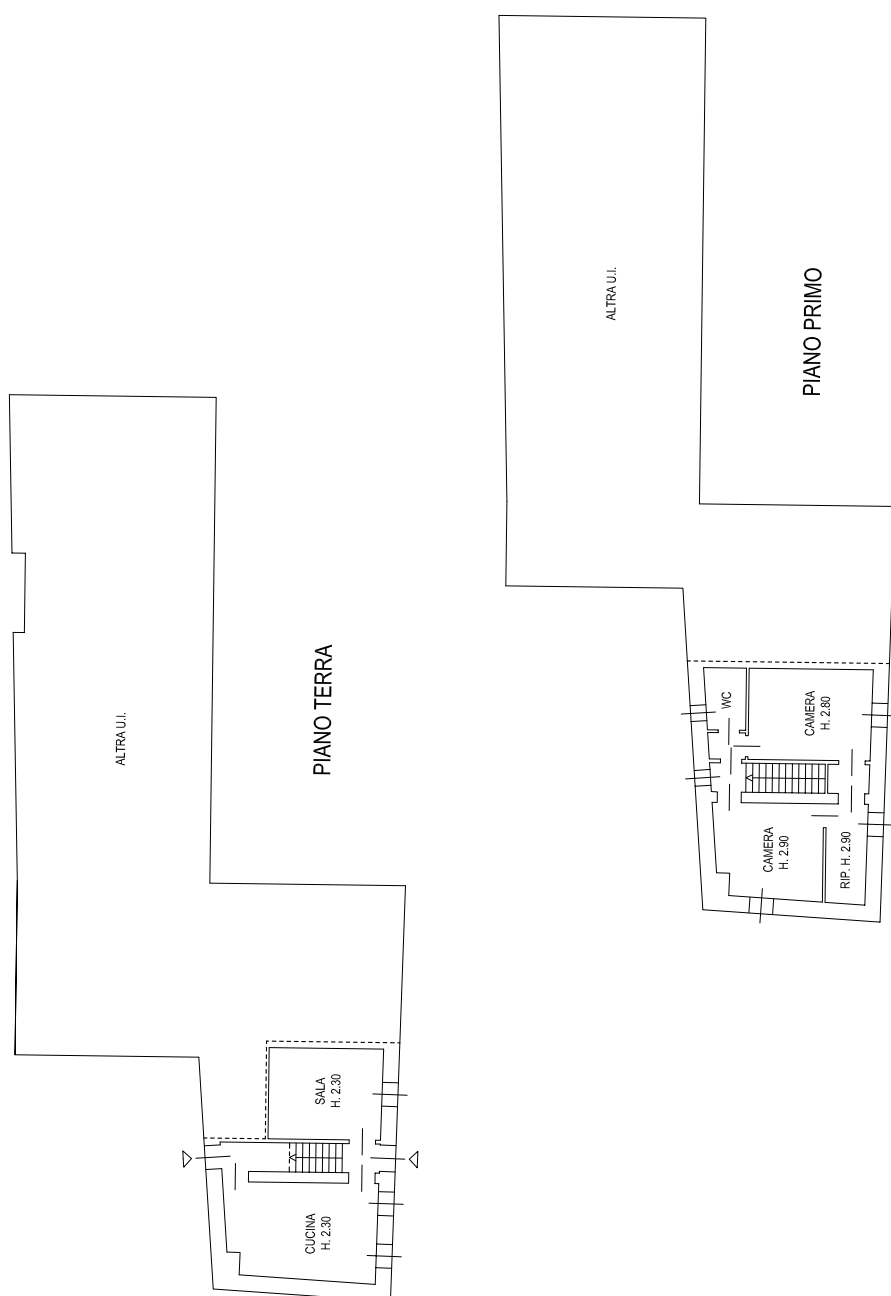 ALTRA U.I.
PIANO TERRA
SALA
H. 2.30
CUCINA
H. 2.30
ALTRA U.I.
PIANO PRIMO
WC
CAMERA
H. 2.80
CAMERA
H. 2.90
RIP. H. 2.90